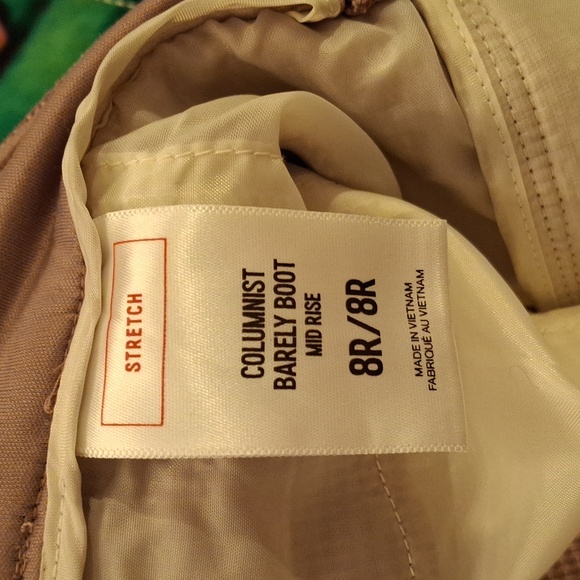 STRETCH
COLUMNIST
BARELY BOOT
MID RISE
8R/8R
MADE IN VIETNAM
FABRIQUÉ AU VIETNAM